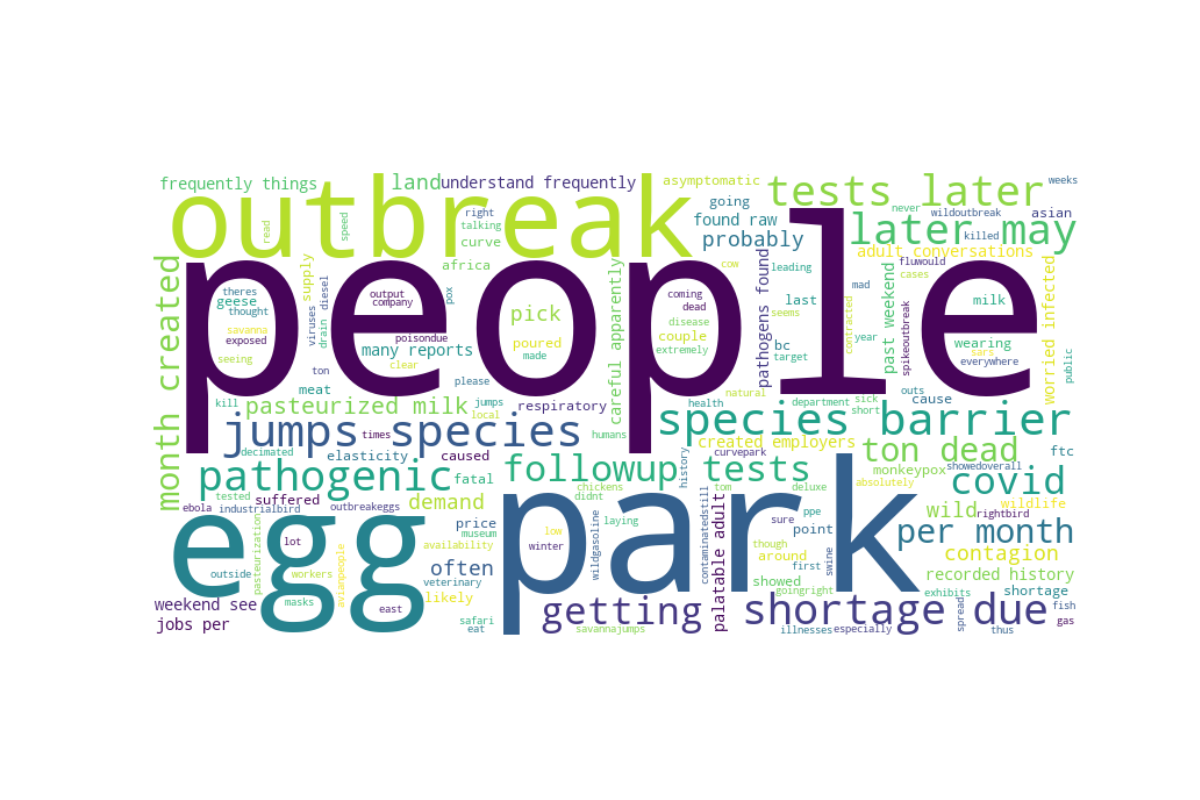 people
outbreak
park
egg
tests later
later may
species barrier
jumps species
pathogenic
followup tests
shortage due
getting
covid
per month
ton dead
month created
frequently things
land
understand frequently
asymptomatic
weeks
never
wildoutbreak
asian
right
talking
curve
read
speed
going
found raw
probably
killed
adult conversations
africa
pox
supply
viruses
drain
diesel
theres
geese
thought
savanna
exposed
seeing
output
company
poisondue
many reports
clear
ton
meat
please
pick
poured
made
careful apparently
coming
dead
disease
couple
extremely
cow
pathogens found
leading
last
seems
bc
target
mad
contracted
year
past weekend
fluwould
cases
spikeoutbreak
milk
wearing
sars
everywhere
worried infected
public
kill
pasteurized milk
local
jumps
respiratory
natural
health
department
sick
short
outs
cause
decimated
times
elasticity
caused
humans
history
created employers
curvepark
monkeypox
showedoverall
ftc
absolutely
tested
suffered
fatal
ebola
industrialbird
outbreakeggs
demand
chickens
didnt
tom
deluxe
wild
wildlife
rightbird
price
museum
laying
ppe
sure
point
palatable adult
contaminatedstill
wildgasoline
pasteurization
lot
availability
low
winter
though
around
first
swine
contagion
outside
workers
avianpeople
often
veterinary
likely
showed
goingright
recorded history
exhibits
shortage
weekend see
masks
east
jobs per
safari
eat
savannajumps
illnesses
especially
spread
thus
fish
gas